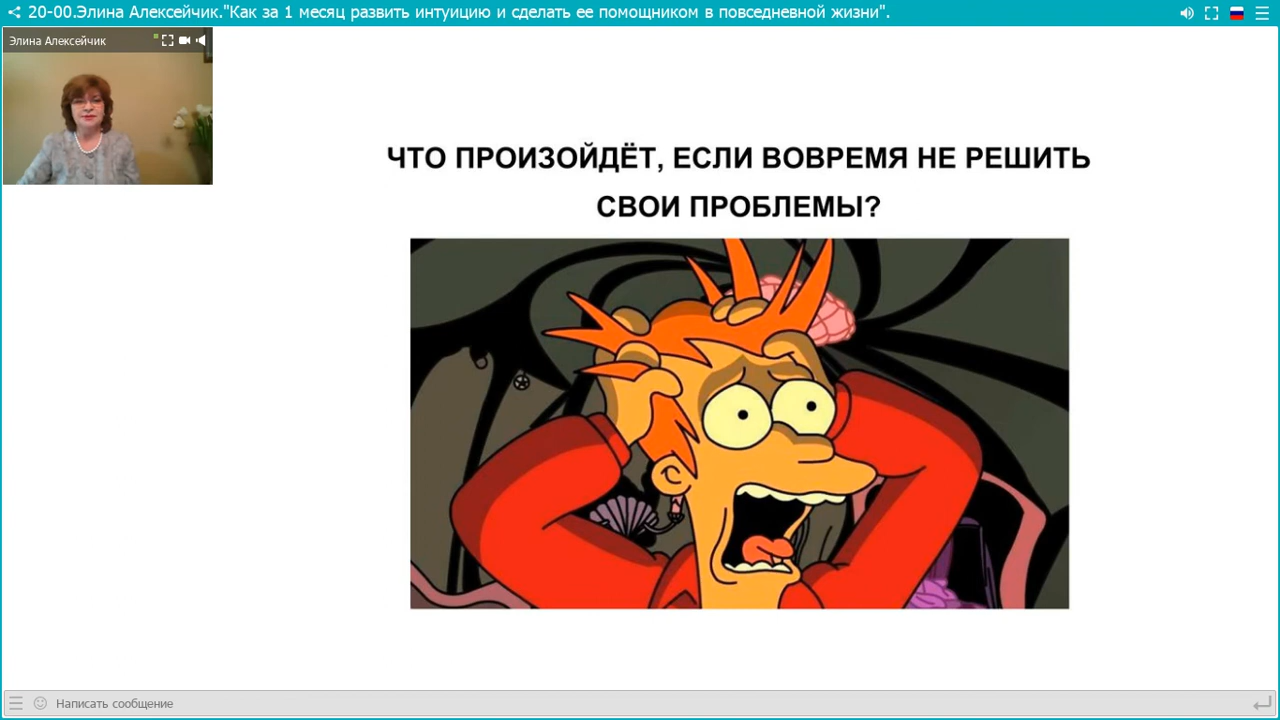 20-00.Элина Алексейчик."Как за 1 месяц развить интуицию и сделать ее помощником в повседневной жизни".
Элина Алексейчик
ЧТО ПРОИЗОЙДЁТ, ЕСЛИ ВОВРЕМЯ НЕ РЕШИТЬ
СВОИ ПРОБЛЕМЫ?
Написать сообщение